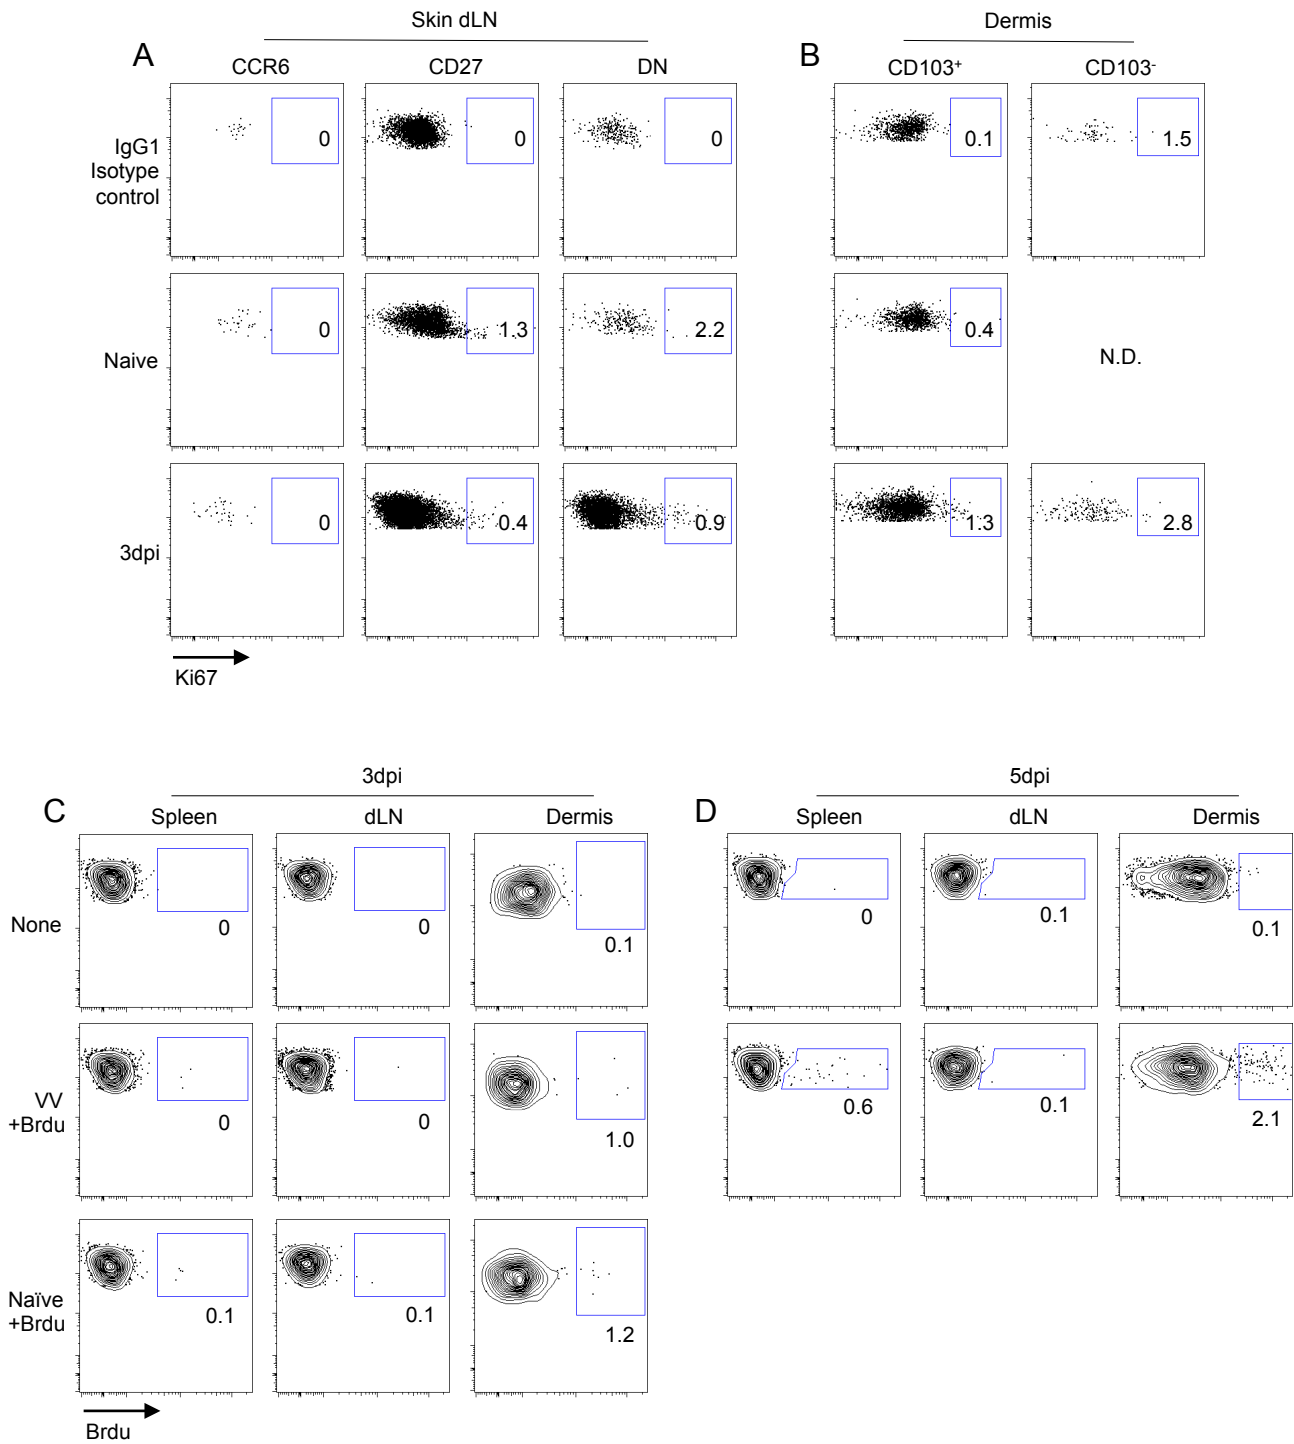 Skin dLN
Dermis
A
B
CCR6
CD27
DN
CD103+
CD103-
IgG1
Isotype
control
0
0
0
0.1
1.5
Naive
0
1.3
2.2
0.4
N.D.
3dpi
0
0.4
0.9
1.3
2.8
Ki67
3dpi
5dpi
C
D
Spleen
dLN
Dermis
Spleen
dLN
Dermis
None
0
0
0.1
0
0.1
0.1
VV
+Brdu
0
0
1.0
0.6
0.1
2.1
Naïve
+Brdu
0.1
0.1
1.2
Brdu